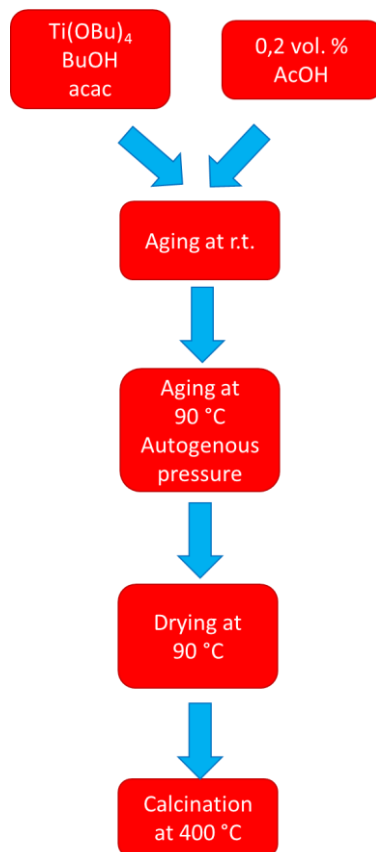 Ti(OBu)₄
BuOH
acac
0,2 vol. %
AcOH
Aging at r.t.
Aging at
90 °C
Autogenous
pressure
Drying at
90 °C
Calcination
at 400 °C